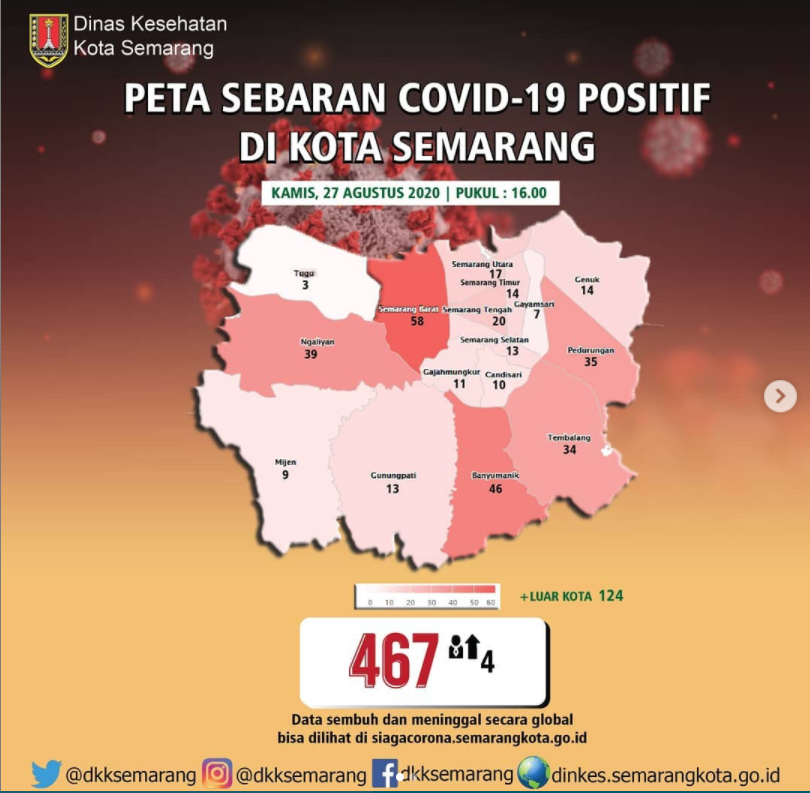 Dinas Kesehatan
Kota Semarang
PETA SEBARAN COVID-19 POSITIF
DI KOTA SEMARANG
KAMIS, 27 AGUSTUS 2020 | PUKUL : 16.00
Semarang Utara
17
Tugu
3
Semarang Timur
14
Genuk
14
Semarang Barat
58
Semarang Tengah
20
Gayamsari
7
Ngaliyan
39
Semarang Selatan
13
Pedurungan
35
Gajahmungkur
11
Candisari
10
Tembalang
34
Mijen
9
Gunungpati
13
Banyumanik
46
0 10 20 30 40 50 60
+LUAR KOTA 124
467 4
Data sembuh dan meninggal secara global
bisa dilihat di siagacorona.semarangkota.go.id
@dkksemarang @dkksemarang dkksemarang dinkes.semarangkota.go.id